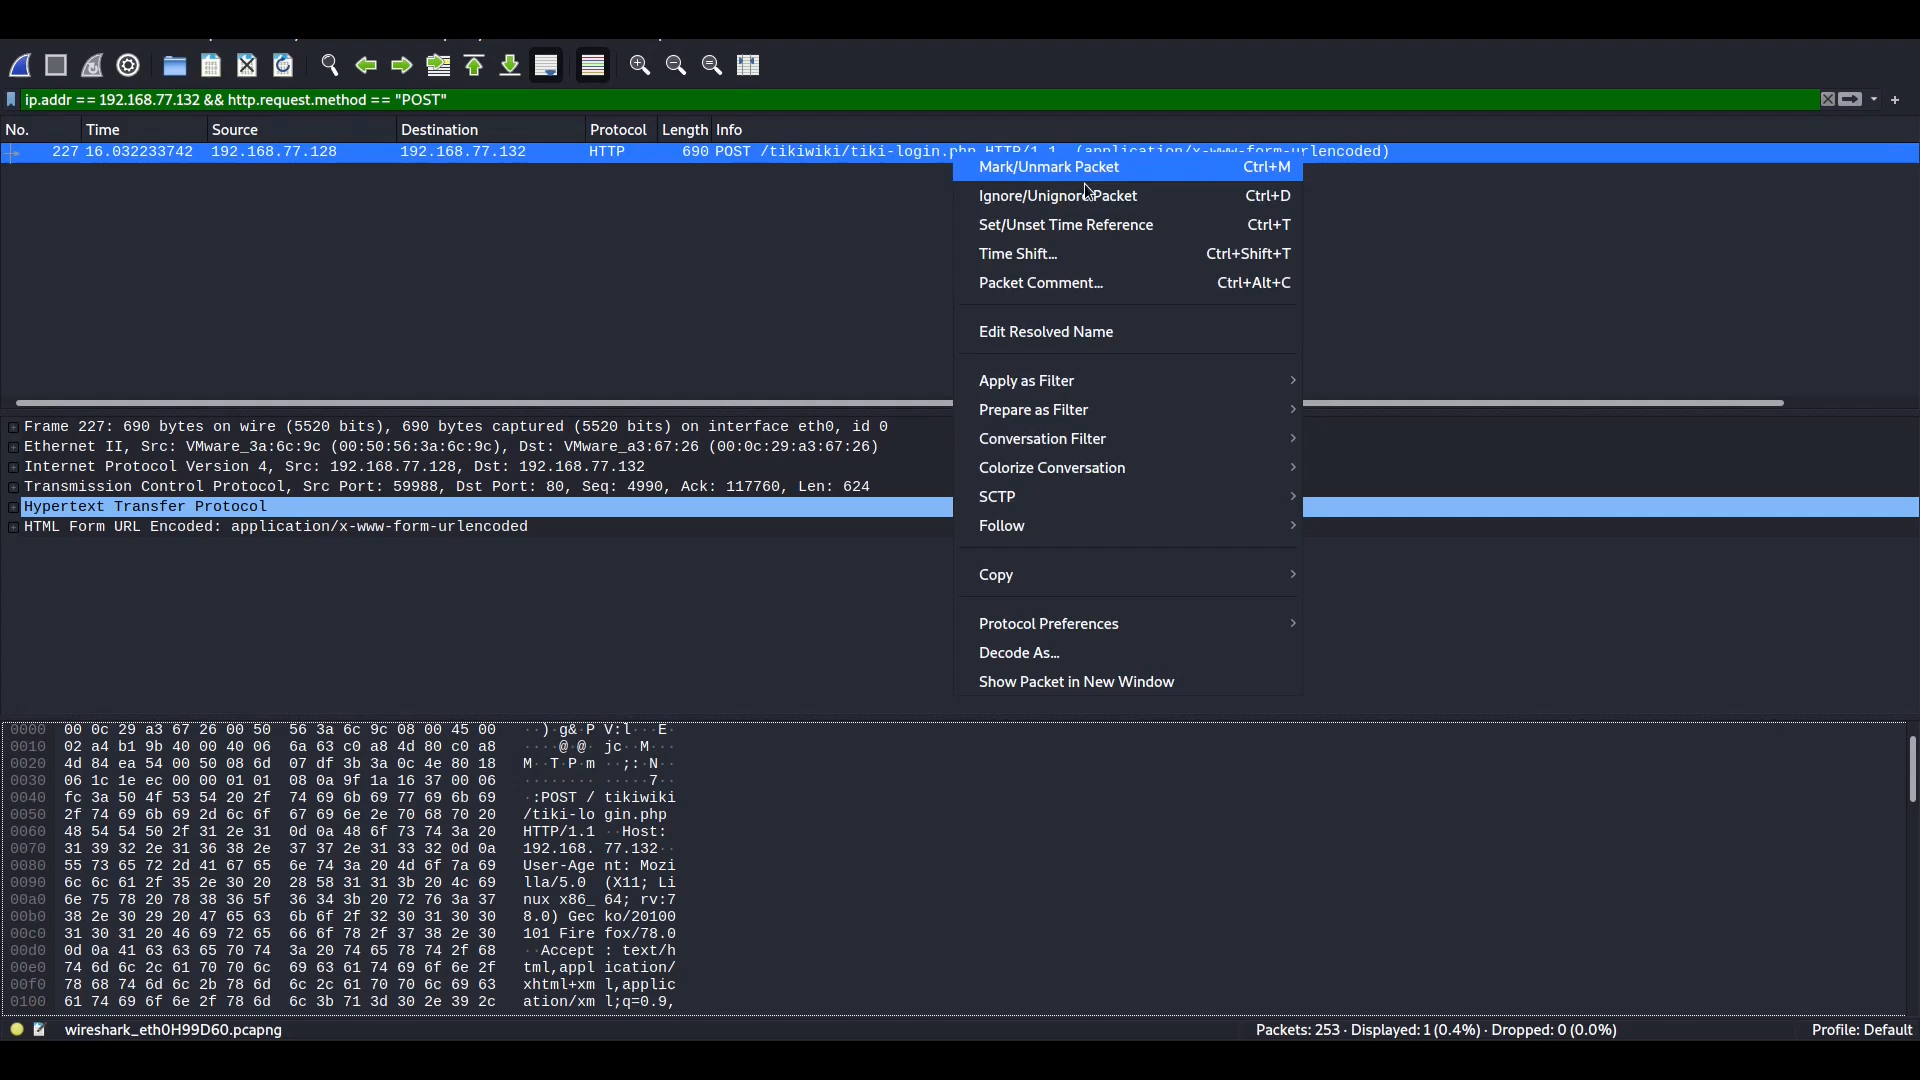 ip.addr == 192.168.77.132 && http.request.method == "POST"
No. Time Source Destination Protocol Length Info
227 16.032233742 192.168.77.128 192.168.77.132 HTTP 690 POST /tikiwiki/tiki-login.php HTTP/1.1 (application/x-www-form-urlencoded)
Mark/Unmark Packet Ctrl+M
Ignore/Unignore Packet Ctrl+D
Set/Unset Time Reference Ctrl+T
Time Shift... Ctrl+Shift+T
Packet Comment... Ctrl+Alt+C
Edit Resolved Name
Apply as Filter
Prepare as Filter
Conversation Filter
Colorize Conversation
SCTP
Follow
Copy
Protocol Preferences
Decode As...
Show Packet in New Window
Frame 227: 690 bytes on wire (5520 bits), 690 bytes captured (5520 bits) on interface eth0, id 0
Ethernet II, Src: VMware_3a:6c:9c (00:50:56:3a:6c:9c), Dst: VMware_a3:67:26 (00:0c:29:a3:67:26)
Internet Protocol Version 4, Src: 192.168.77.128, Dst: 192.168.77.132
Transmission Control Protocol, Src Port: 59988, Dst Port: 80, Seq: 4990, Ack: 117760, Len: 624
Hypertext Transfer Protocol
HTML Form URL Encoded: application/x-www-form-urlencoded
0000 00 0c 29 a3 67 26 00 50 56 3a 6c 9c 08 00 45 00 ··)·g&·P V:l···E·
0010 02 a4 b1 9b 40 00 40 06 6a 63 c0 a8 4d 80 c0 a8 ····@·@· jc··M···
0020 4d 84 ea 54 00 50 08 6d 07 df 3b 3a 0c 4e 80 18 M··T·P·m ··;:·N··
0030 06 1c 1e ec 00 00 01 01 08 0a 9f 1a 16 37 00 06 ········ ·····7··
0040 fc 3a 50 4f 53 54 20 2f 74 69 6b 69 77 69 6b 69 ·:POST / tikiwiki
0050 2f 74 69 6b 69 2d 6c 6f 67 69 6e 2e 70 68 70 20 /tiki-lo gin.php
0060 48 54 54 50 2f 31 2e 31 0d 0a 48 6f 73 74 3a 20 HTTP/1.1 ··Host:
0070 31 39 32 2e 31 36 38 2e 37 37 2e 31 33 32 0d 0a 192.168. 77.132··
0080 55 73 65 72 2d 41 67 65 6e 74 3a 20 4d 6f 7a 69 User-Age nt: Mozi
0090 6c 6c 61 2f 35 2e 30 20 28 58 31 31 3b 20 4c 69 lla/5.0 (X11; Li
00a0 6e 75 78 20 78 38 36 5f 36 34 3b 20 72 76 3a 37 nux x86_ 64; rv:7
00b0 38 2e 30 29 20 47 65 63 6b 6f 2f 32 30 31 30 30 8.0) Gec ko/20100
00c0 31 30 31 20 46 69 72 65 66 6f 78 2f 37 38 2e 30 101 Fire fox/78.0
00d0 0d 0a 41 63 63 65 70 74 3a 20 74 65 78 74 2f 68 ··Accept : text/h
00e0 74 6d 6c 2c 61 70 70 6c 69 63 61 74 69 6f 6e 2f tml,appl ication/
00f0 78 68 74 6d 6c 2b 78 6d 6c 2c 61 70 70 6c 69 63 xhtml+xm l,applic
0100 61 74 69 6f 6e 2f 78 6d 6c 3b 71 3d 30 2e 39 2c ation/xm l;q=0.9,
wireshark_eth0H99D60.pcapng Packets: 253 · Displayed: 1 (0.4%) · Dropped: 0 (0.0%) Profile: Default